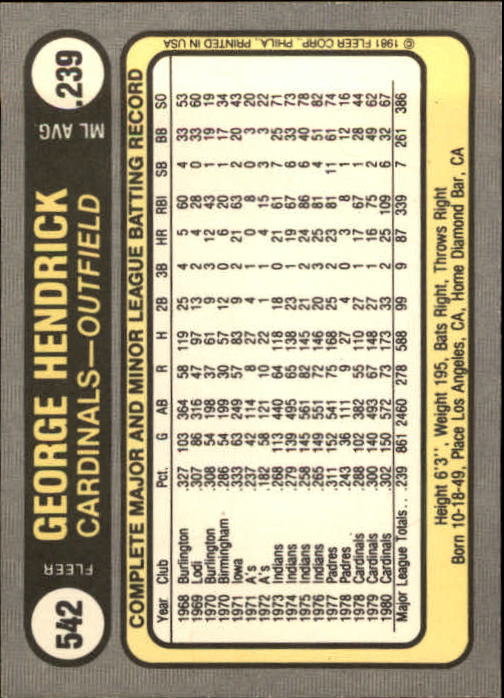 542
FLEER
GEORGE HENDRICK
CARDINALS—OUTFIELD
ML AVG.
.239
COMPLETE MAJOR AND MINOR LEAGUE BATTING RECORD
Year Club Pct. G AB R H 2B 3B HR RBI SB BB SO
1968 Burlington .327 103 364 58 119 25 4 5 60 4 33 53
1969 Lodi .307 86 316 47 97 13 2 4 28 0 33 60
1970 Burlington .308 54 198 37 61 9 3 12 43 1 19 19
1970 Birmingham .286 54 199 30 57 12 0 6 20 1 17 34
1971 Iowa .333 63 249 57 83 9 4 21 63 0 20 43
1971 A's .237 42 114 8 27 4 1 0 8 0 3 20
1972 A's .182 58 121 10 22 1 1 4 15 3 3 22
1973 Indians .268 113 440 64 118 18 0 21 61 7 25 71
1974 Indians .279 139 495 65 138 23 1 19 67 6 33 73
1975 Indians .258 145 561 82 145 21 2 24 86 6 40 78
1976 Indians .265 149 551 72 146 20 3 25 81 4 51 82
1977 Padres .311 152 541 75 168 25 2 23 81 11 61 74
1978 Padres .243 36 111 9 27 4 0 3 8 1 12 16
1978 Cardinals .288 102 382 55 110 27 1 17 67 1 28 44
1979 Cardinals .300 140 493 67 148 27 1 16 75 2 49 62
1980 Cardinals .302 150 572 73 173 33 2 25 109 6 32 67
Major League Totals. . .239 861 2460 278 588 99 9 87 339 7 261 386
Height 6'3", Weight 195, Bats Right, Throws Right
Born 10-18-49, Place Los Angeles, CA, Home Diamond Bar, CA
© 1981 FLEER CORP., PHILA., PRINTED IN USA